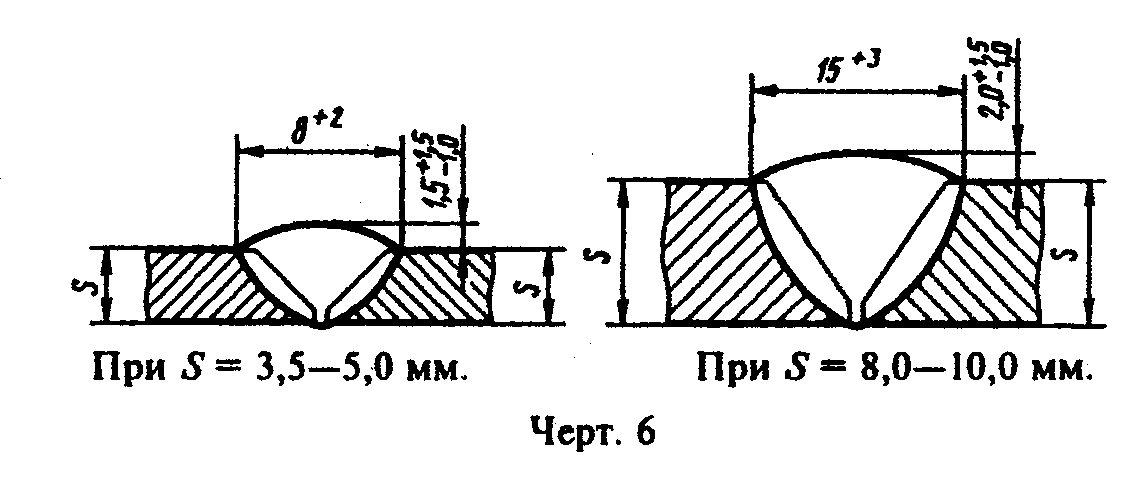 8+2
1,5+1,5−1,0
S
S
При S = 3,5—5,0 мм.
15+3
2,0+1,5−1,0
S
S
При S = 8,0—10,0 мм.
Черт. 6